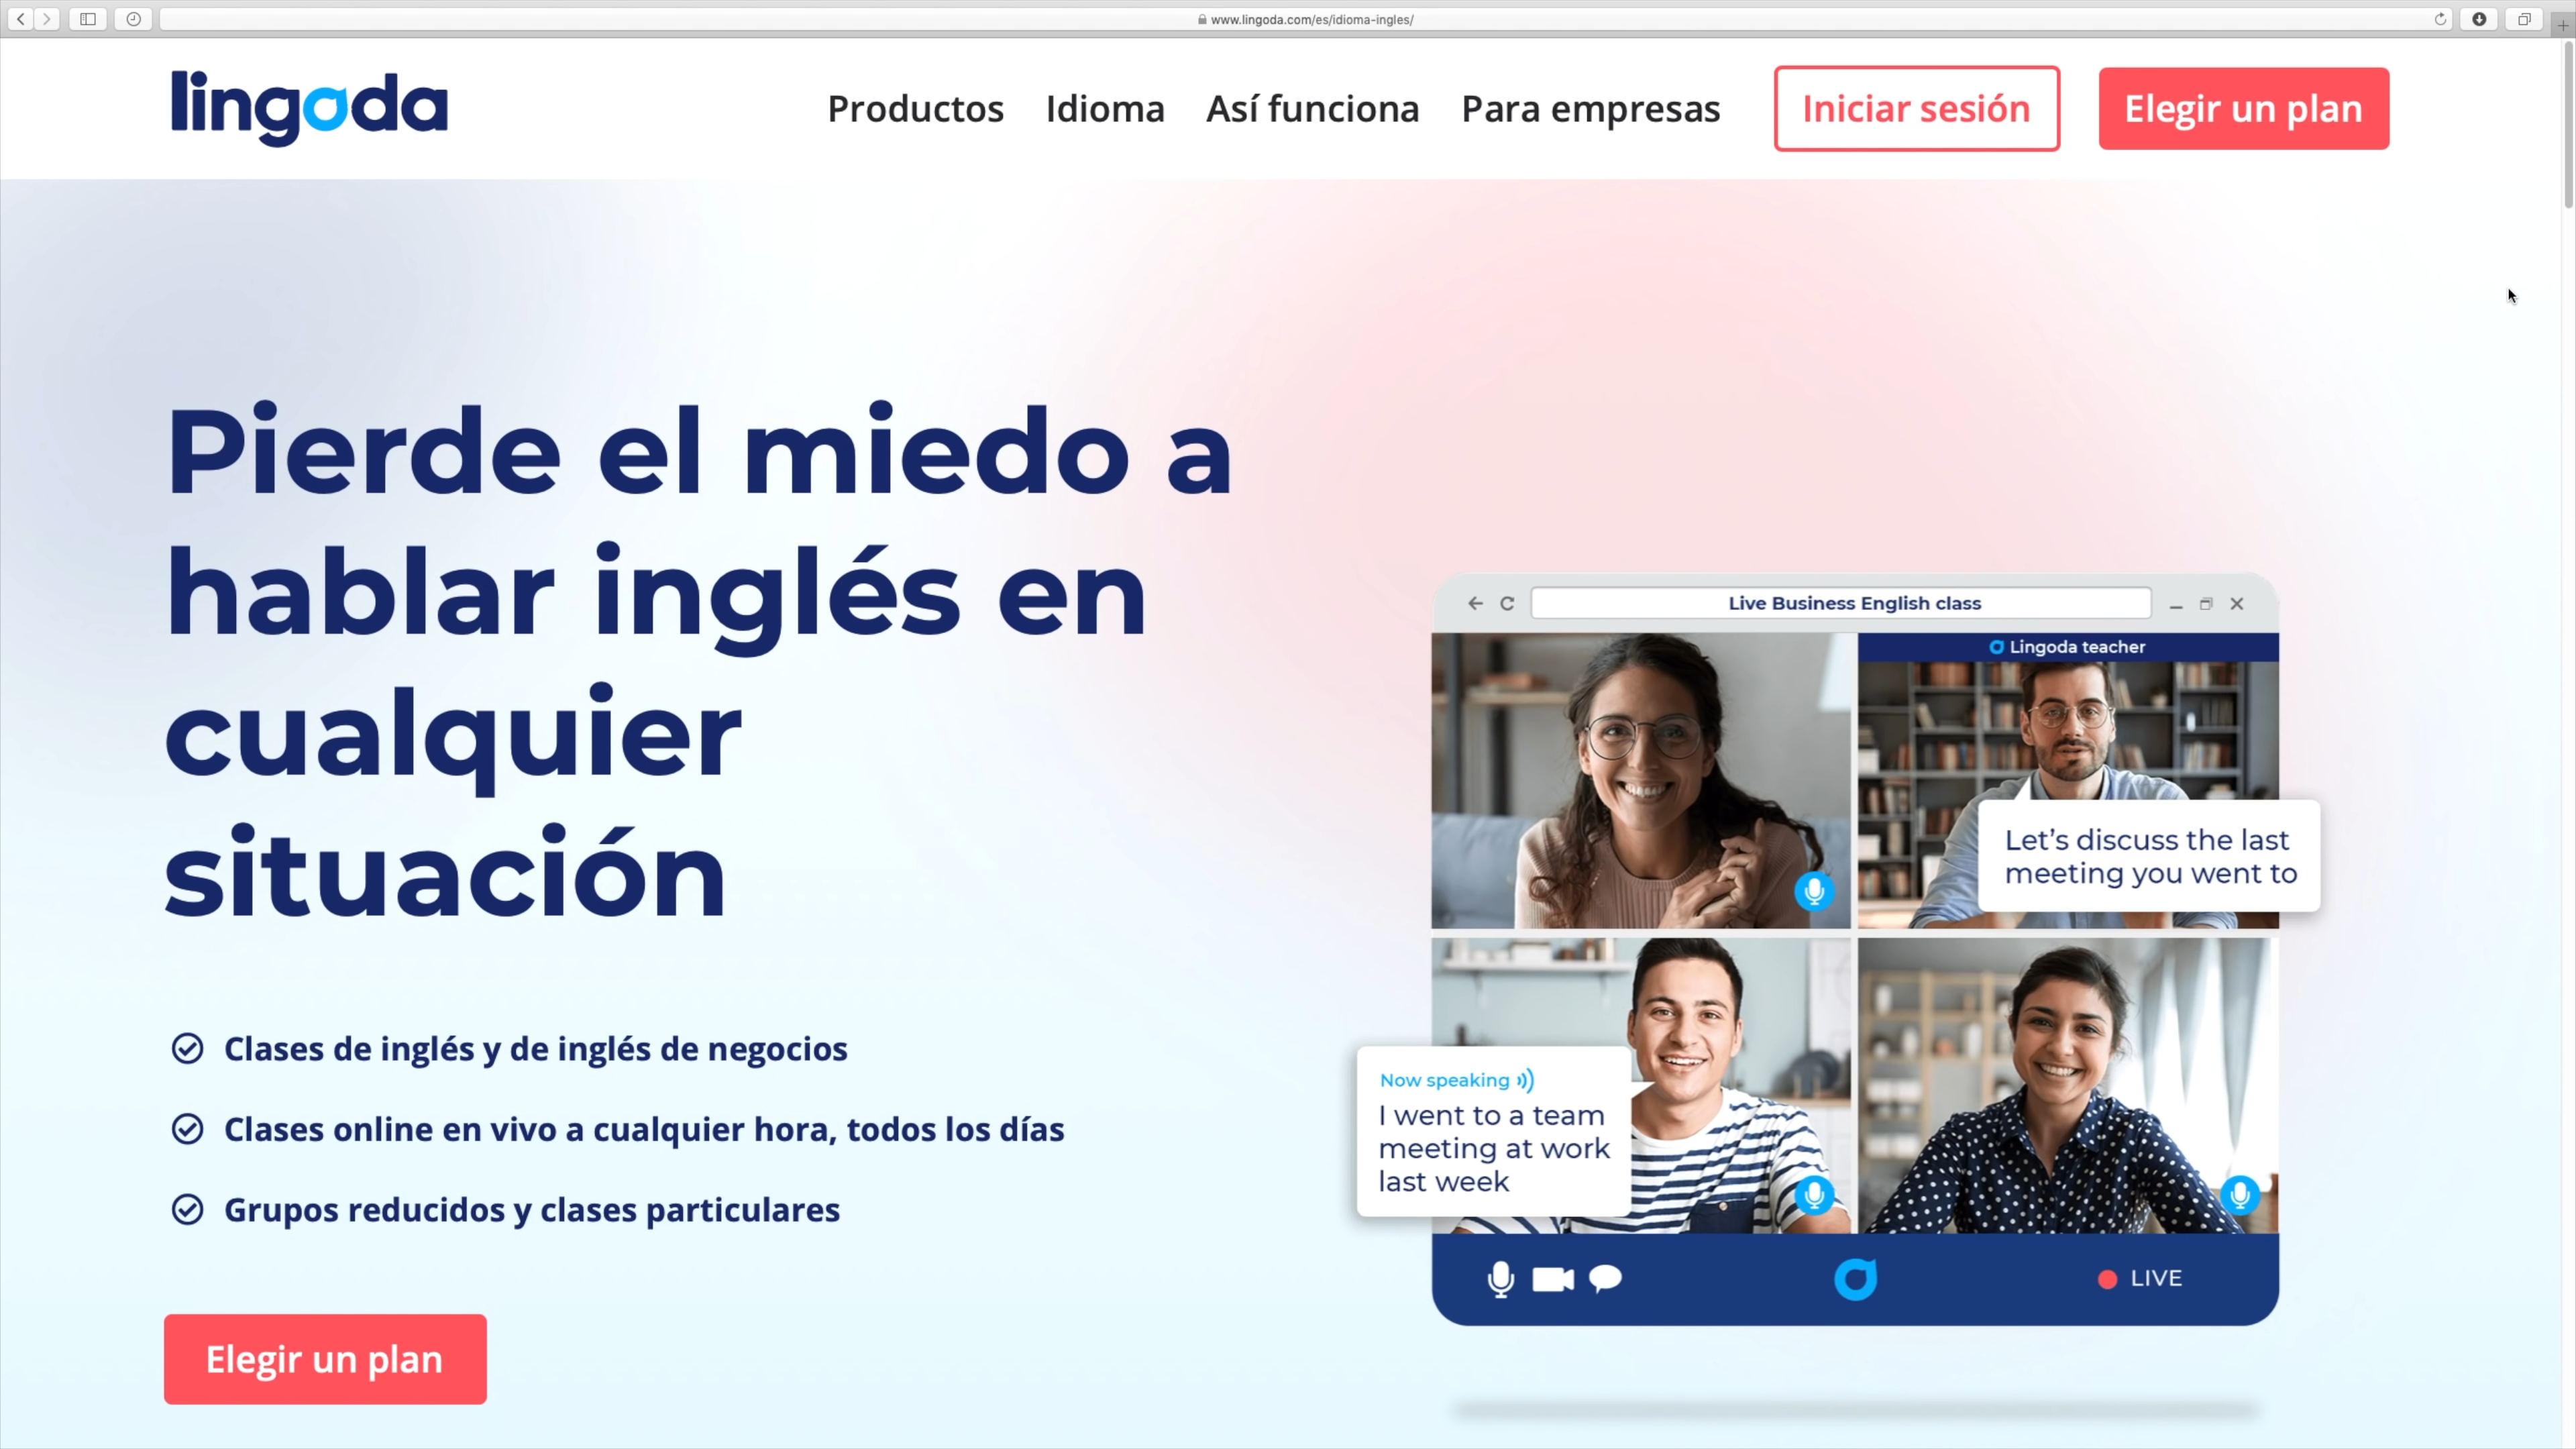 www.lingoda.com/es/idioma-ingles/
lingoda
Productos
Idioma
Así funciona
Para empresas
Iniciar sesión
Elegir un plan
Pierde el miedo a
hablar inglés en
cualquier
situación
Clases de inglés y de inglés de negocios
Clases online en vivo a cualquier hora, todos los días
Grupos reducidos y clases particulares
Elegir un plan
Live Business English class
Lingoda teacher
Let’s discuss the last
meeting you went to
Now speaking
I went to a team
meeting at work
last week
LIVE